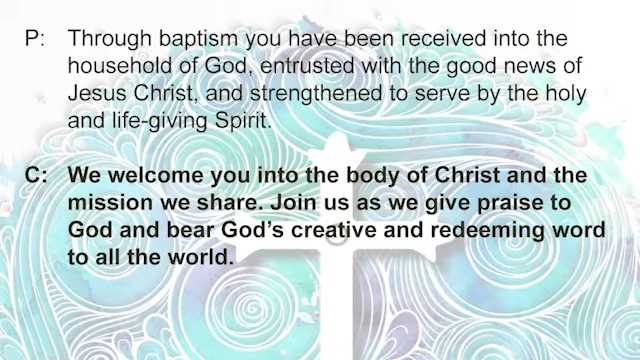 P: Through baptism you have been received into the
household of God, entrusted with the good news of
Jesus Christ, and strengthened to serve by the holy
and life-giving Spirit.
C: We welcome you into the body of Christ and the
mission we share. Join us as we give praise to
God and bear God’s creative and redeeming word
to all the world.